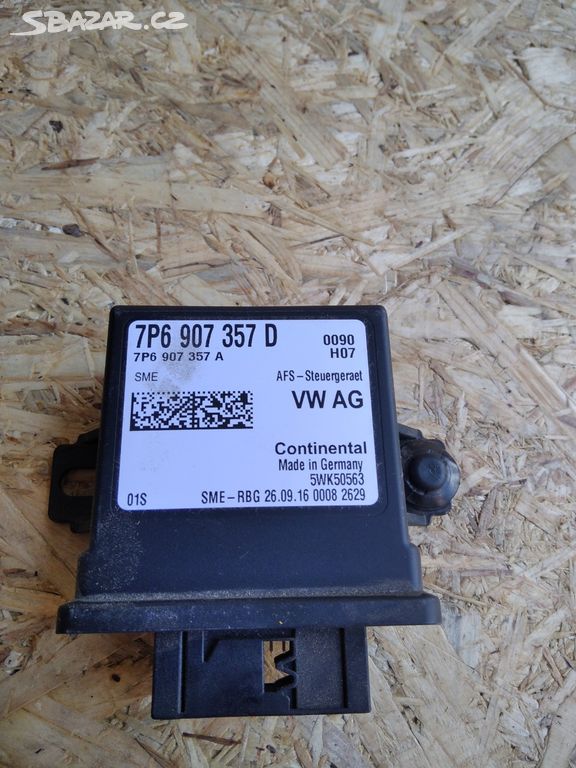 SBAZAR.CZ
7P6 907 357 D 0090
7P6 907 357 A H07
SME AFS-Steuergeraet
VW AG
Continental
Made in Germany
5WK50563
01S SME-RBG 26.09.16 0008 2629